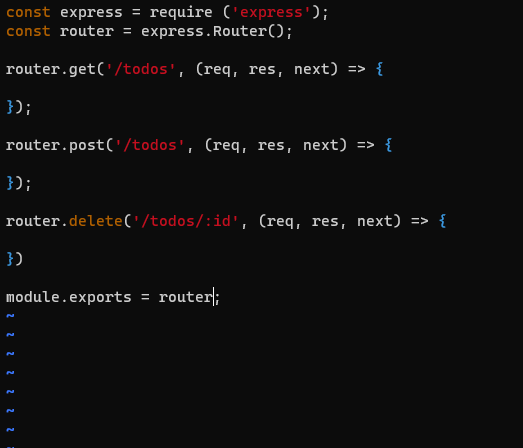 const express = require ('express');
const router = express.Router();
router.get('/todos', (req, res, next) => {
});
router.post('/todos', (req, res, next) => {
});
router.delete('/todos/:id', (req, res, next) => {
})
module.exports = router;
~
~
~
~
~
~
~